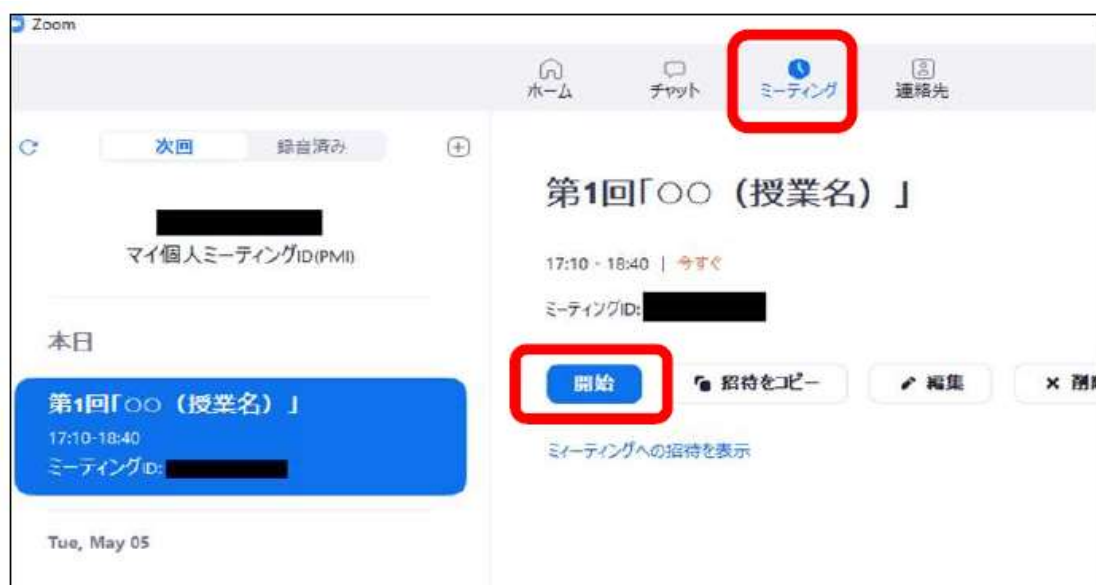 Zoom
ホーム チャット ミーティング 連絡先
次回 録音済み
マイ個人ミーティングID(PMI)
本日
第1回「○○（授業名）」
17:10-18:40
ミーティングID:
Tue, May 05
第1回「○○（授業名）」
17:10 - 18:40 | 今すぐ
ミーティングID:
開始 招待をコピー 編集 × 削除
ミィーティングへの招待を表示